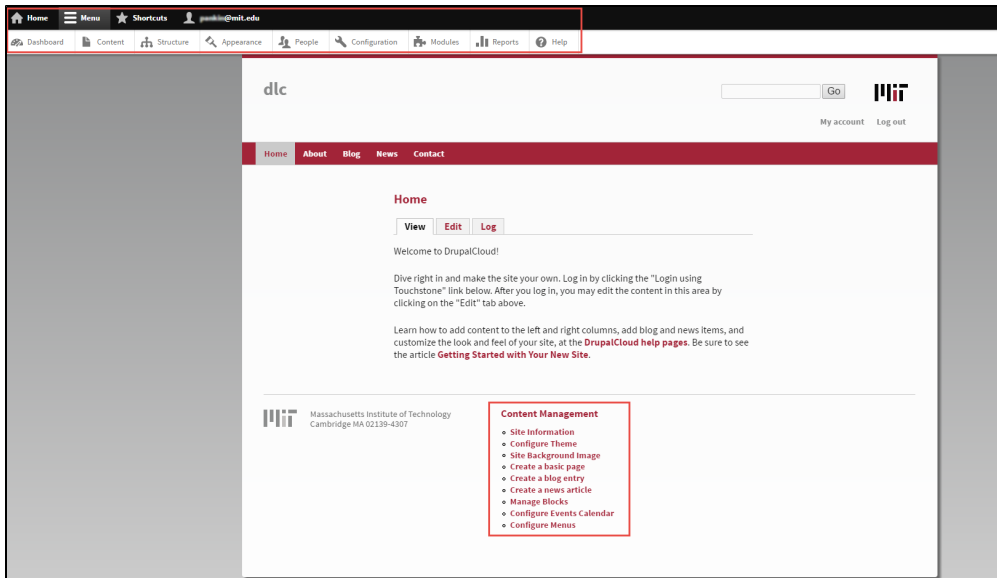 Home Menu Shortcuts @mit.edu
Dashboard Content Structure Appearance People Configuration Modules Reports Help
dlc
Go
My account Log out
Home About Blog News Contact
Home
View Edit Log
Welcome to DrupalCloud!
Dive right in and make the site your own. Log in by clicking the "Login using
Touchstone" link below. After you log in, you may edit the content in this area by
clicking on the "Edit" tab above.
Learn how to add content to the left and right columns, add blog and news items, and
customize the look and feel of your site, at the DrupalCloud help pages. Be sure to see
the article Getting Started with Your New Site.
Massachusetts Institute of Technology
Cambridge MA 02139-4307
Content Management
Site Information
Configure Theme
Site Background Image
Create a basic page
Create a blog entry
Create a news article
Manage Blocks
Configure Events Calendar
Configure Menus